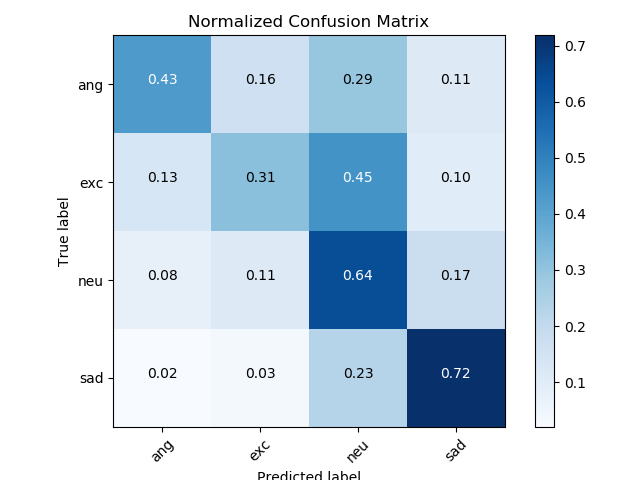 Normalized Confusion Matrix
ang 0.43 0.16 0.29 0.11
exc 0.13 0.31 0.45 0.10
neu 0.08 0.11 0.64 0.17
sad 0.02 0.03 0.23 0.72
True label
ang exc neu sad
Predicted label
0.7
0.6
0.5
0.4
0.3
0.2
0.1